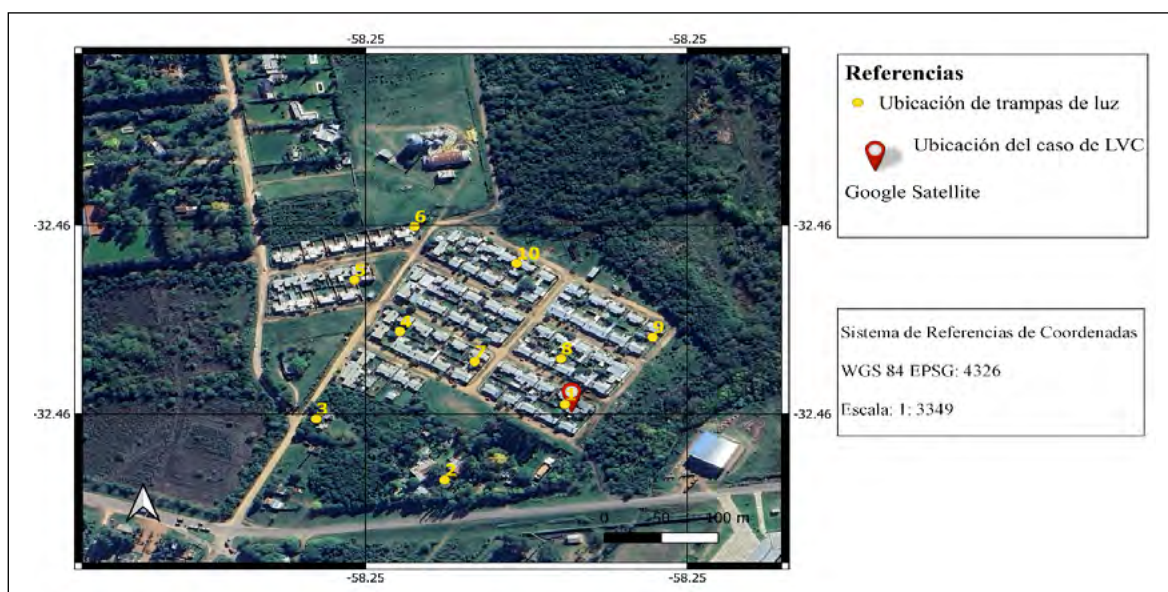 -58.25
-58.25
-32.46
-32.46
-32.46
-32.46
6
10
5
4
9
8
7
1
3
2
0 50 100 m
-58.25
-58.25
Referencias
Ubicación de trampas de luz
Ubicación del caso de LVC
Google Satellite
Sistema de Referencias de Coordenadas
WGS 84 EPSG: 4326
Escala: 1: 3349